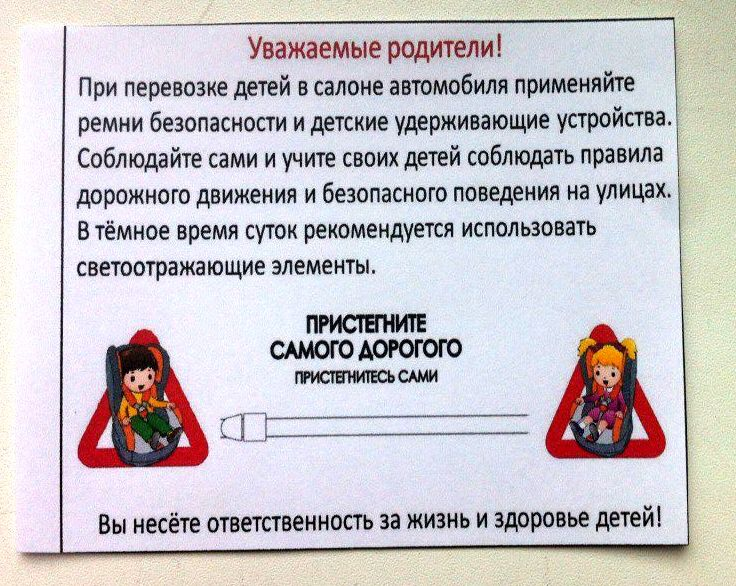 Уважаемые родители!
При перевозке детей в салоне автомобиля применяйте
ремни безопасности и детские удерживающие устройства.
Соблюдайте сами и учите своих детей соблюдать правила
дорожного движения и безопасного поведения на улицах.
В тёмное время суток рекомендуется использовать
светоотражающие элементы.
ПРИСТЕГНИТЕ
САМОГО ДОРОГОГО
ПРИСТЕГНИТЕСЬ САМИ
Вы несёте ответственность за жизнь и здоровье детей!